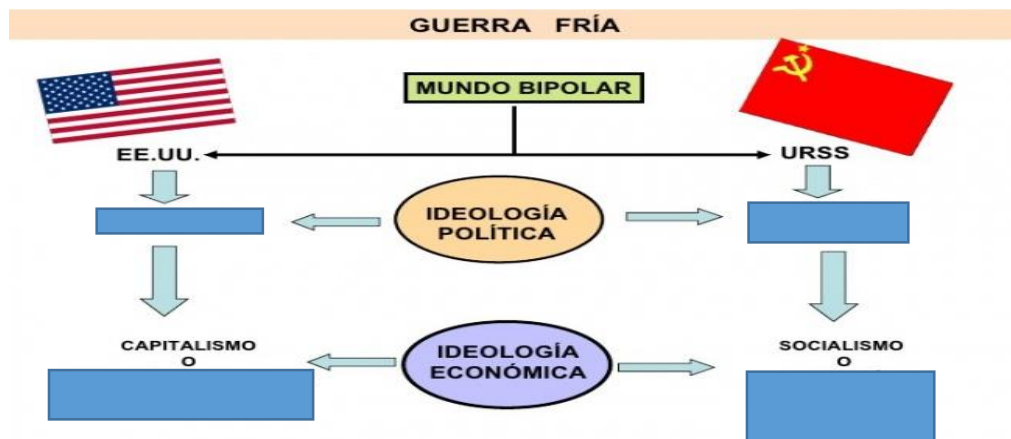 GUERRA FRÍA
MUNDO BIPOLAR
EE.UU.
URSS
IDEOLOGÍA
POLÍTICA
CAPITALISMO
O
IDEOLOGÍA
ECONÓMICA
SOCIALISMO
O